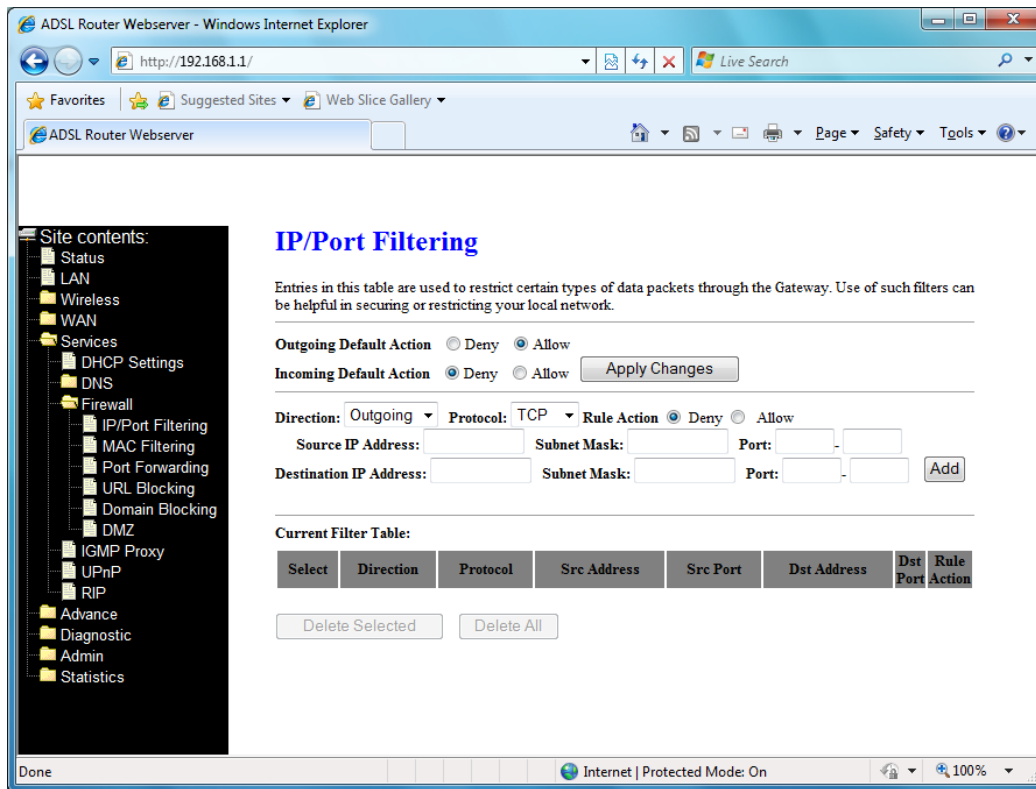 ADSL Router Webserver - Windows Internet Explorer
http://192.168.1.1/
Live Search
Favorites
Suggested Sites
Web Slice Gallery
ADSL Router Webserver
Page
Safety
Tools
Site contents:
Status
LAN
Wireless
WAN
Services
DHCP Settings
DNS
Firewall
IP/Port Filtering
MAC Filtering
Port Forwarding
URL Blocking
Domain Blocking
DMZ
IGMP Proxy
UPnP
RIP
Advance
Diagnostic
Admin
Statistics
IP/Port Filtering
Entries in this table are used to restrict certain types of data packets through the Gateway. Use of such filters can
be helpful in securing or restricting your local network.
Outgoing Default Action Deny Allow
Incoming Default Action Deny Allow Apply Changes
Direction: Outgoing Protocol: TCP Rule Action Deny Allow
Source IP Address: Subnet Mask: Port: -
Destination IP Address: Subnet Mask: Port: - Add
Current Filter Table:
Select Direction Protocol Src Address Src Port Dst Address Dst Port Rule Action
Delete Selected Delete All
Done
Internet | Protected Mode: On
100%